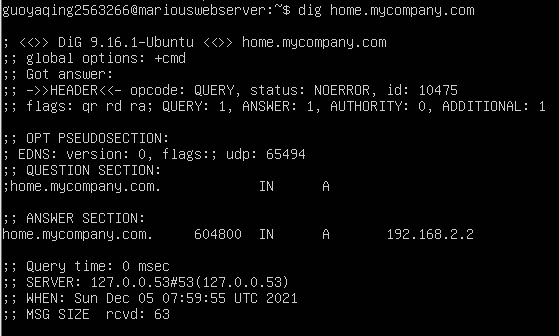 guoyaqing2563266@mariouswebserver:~$ dig home.mycompany.com
; <<>> DiG 9.16.1-Ubuntu <<>> home.mycompany.com
;; global options: +cmd
;; Got answer:
;; ->>HEADER<<- opcode: QUERY, status: NOERROR, id: 10475
;; flags: qr rd ra; QUERY: 1, ANSWER: 1, AUTHORITY: 0, ADDITIONAL: 1
;; OPT PSEUDOSECTION:
; EDNS: version: 0, flags:; udp: 65494
;; QUESTION SECTION:
;home.mycompany.com. IN A
;; ANSWER SECTION:
home.mycompany.com. 604800 IN A 192.168.2.2
;; Query time: 0 msec
;; SERVER: 127.0.0.53#53(127.0.0.53)
;; WHEN: Sun Dec 05 07:59:55 UTC 2021
;; MSG SIZE rcvd: 63